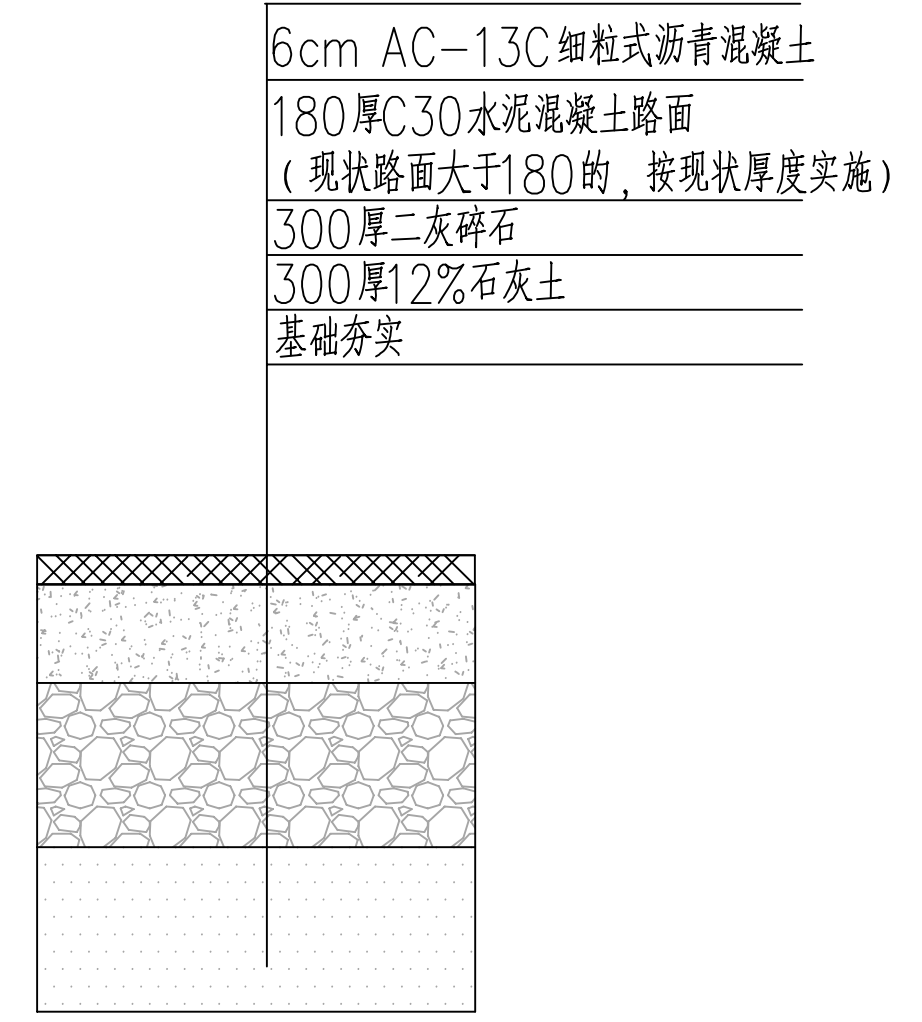 6cm AC-13C细粒式沥青混凝土
180厚C30水泥混凝土路面
(现状路面大于180的,按现状厚度实施)
300厚二灰碎石
300厚12%石灰土
基础夯实